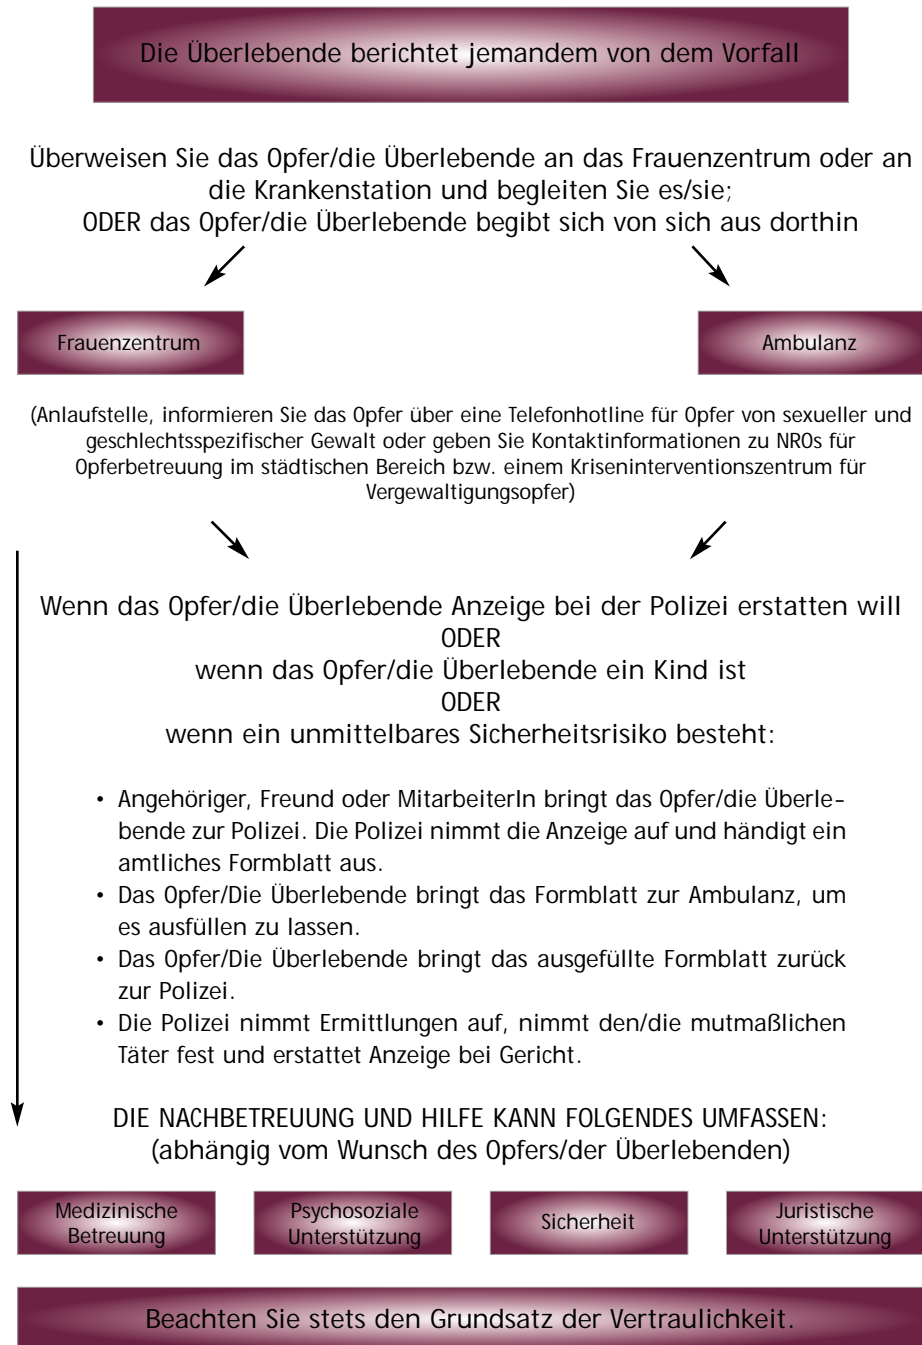 Die Überlebende berichtet jemandem von dem Vorfall
Überweisen Sie das Opfer/die Überlebende an das Frauenzentrum oder an
die Krankenstation und begleiten Sie es/sie;
ODER das Opfer/die Überlebende begibt sich von sich aus dorthin
Frauenzentrum
Ambulanz
(Anlaufstelle, informieren Sie das Opfer über eine Telefonhotline für Opfer von sexueller und
geschlechtsspezifischer Gewalt oder geben Sie Kontaktinformationen zu NROs für
Opferbetreuung im städtischen Bereich bzw. einem Kriseninterventionszentrum für
Vergewaltigungsopfer)
Wenn das Opfer/die Überlebende Anzeige bei der Polizei erstatten will
ODER
wenn das Opfer/die Überlebende ein Kind ist
ODER
wenn ein unmittelbares Sicherheitsrisiko besteht:
• Angehöriger, Freund oder MitarbeiterIn bringt das Opfer/die Überle-
bende zur Polizei. Die Polizei nimmt die Anzeige auf und händigt ein
amtliches Formblatt aus.
• Das Opfer/Die Überlebende bringt das Formblatt zur Ambulanz, um
es ausfüllen zu lassen.
• Das Opfer/Die Überlebende bringt das ausgefüllte Formblatt zurück
zur Polizei.
• Die Polizei nimmt Ermittlungen auf, nimmt den/die mutmaßlichen
Täter fest und erstattet Anzeige bei Gericht.
DIE NACHBETREUUNG UND HILFE KANN FOLGENDES UMFASSEN:
(abhängig vom Wunsch des Opfers/der Überlebenden)
Medizinische
Betreuung
Psychosoziale
Unterstützung
Sicherheit
Juristische
Unterstützung
Beachten Sie stets den Grundsatz der Vertraulichkeit.